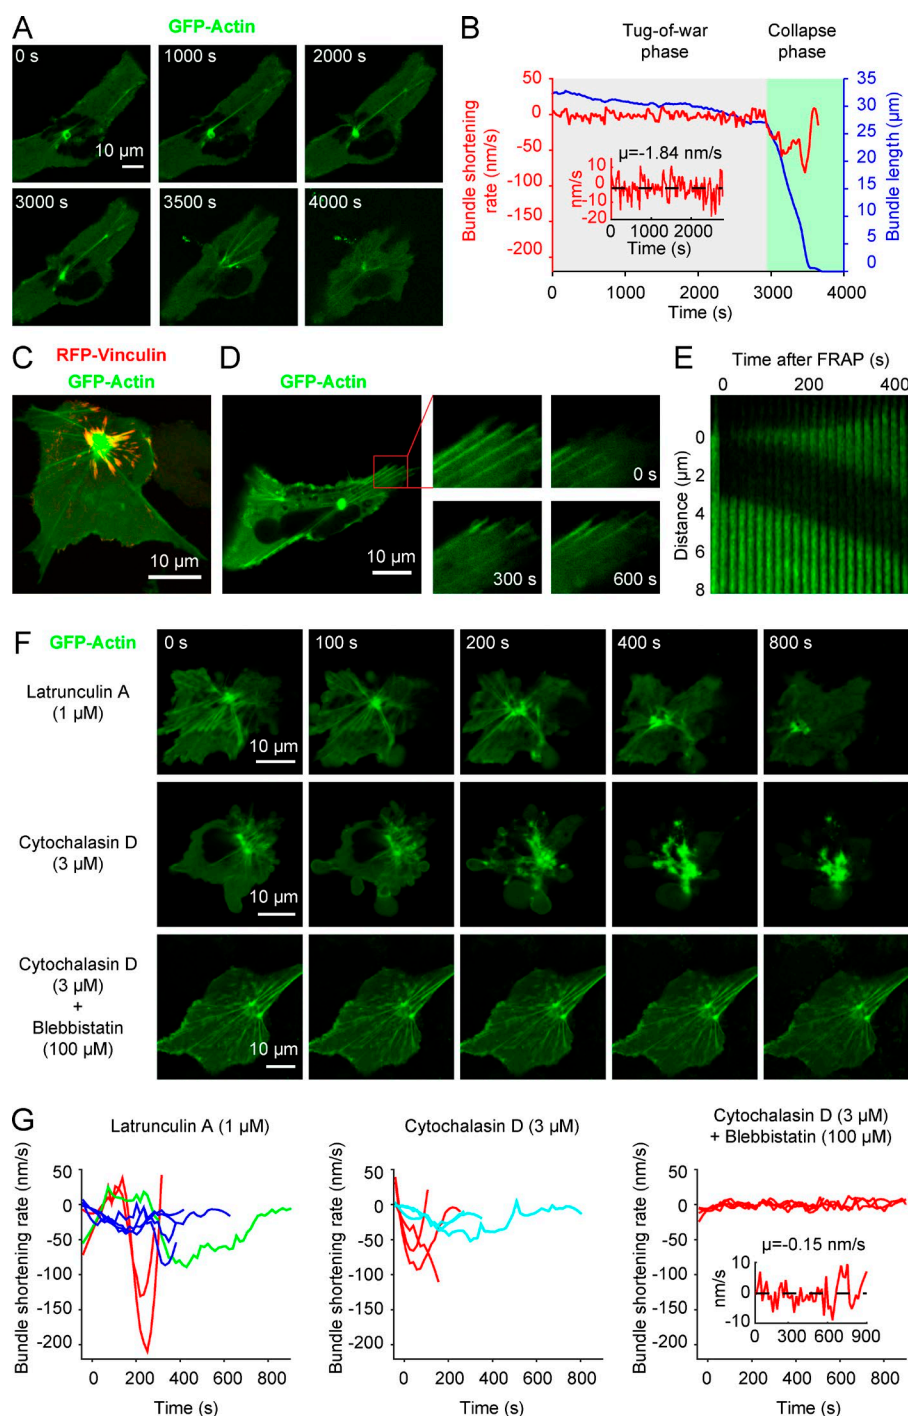 A
GFP-Actin
0 s
1000 s
2000 s
10 µm
3000 s
3500 s
4000 s
B
Tug-of-war
phase
Collapse
phase
Bundle shortening
rate (nm/s)
50
0
-50
-100
-150
-200
35
30
25
20
15
10
5
0
Bundle length (µm)
µ=-1.84 nm/s
nm/s
10
0
-10
-20
0
1000
2000
Time (s)
0
1000
2000
3000
4000
Time (s)
C
RFP-Vinculin
GFP-Actin
10 µm
D
GFP-Actin
10 µm
0 s
300 s
600 s
E
Time after FRAP (s)
0
200
400
Distance (µm)
0
2
4
6
8
F
GFP-Actin
0 s
100 s
200 s
400 s
800 s
Latrunculin A
(1 µM)
10 µm
Cytochalasin D
(3 µM)
10 µm
Cytochalasin D
(3 µM)
+
Blebbistatin
(100 µM)
10 µm
G
Latrunculin A (1 µM)
Bundle shortening rate (nm/s)
50
0
-50
-100
-150
-200
0
200
400
600
800
Time (s)
Cytochalasin D (3 µM)
Bundle shortening rate (nm/s)
50
0
-50
-100
-150
-200
0
200
400
600
800
Time (s)
Cytochalasin D (3 µM)
+ Blebbistatin (100 µM)
Bundle shortening rate (nm/s)
50
0
-50
-100
-150
-200
µ=-0.15 nm/s
nm/s
10
0
-10
0
300
600
900
0
200
400
600
800
Time (s)